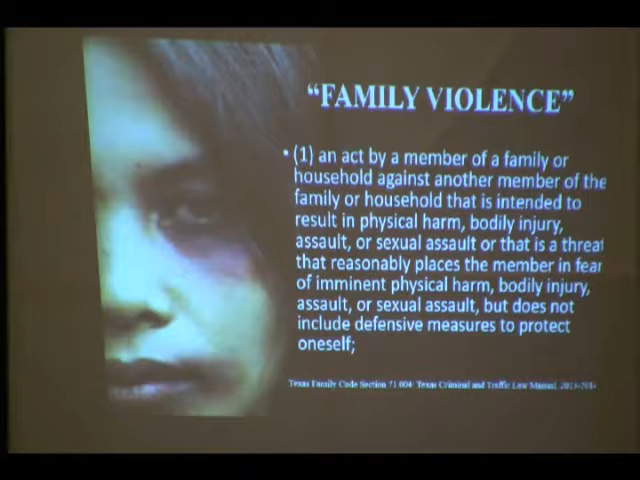 "FAMILY VIOLENCE"
• (1) an act by a member of a family or
household against another member of the
family or household that is intended to
result in physical harm, bodily injury,
assault, or sexual assault or that is a threat
that reasonably places the member in fear
of imminent physical harm, bodily injury,
assault, or sexual assault, but does not
include defensive measures to protect
oneself;
Texas Family Code Section 71.004/ Texas Criminal and Traffic Law Manual, 2013-